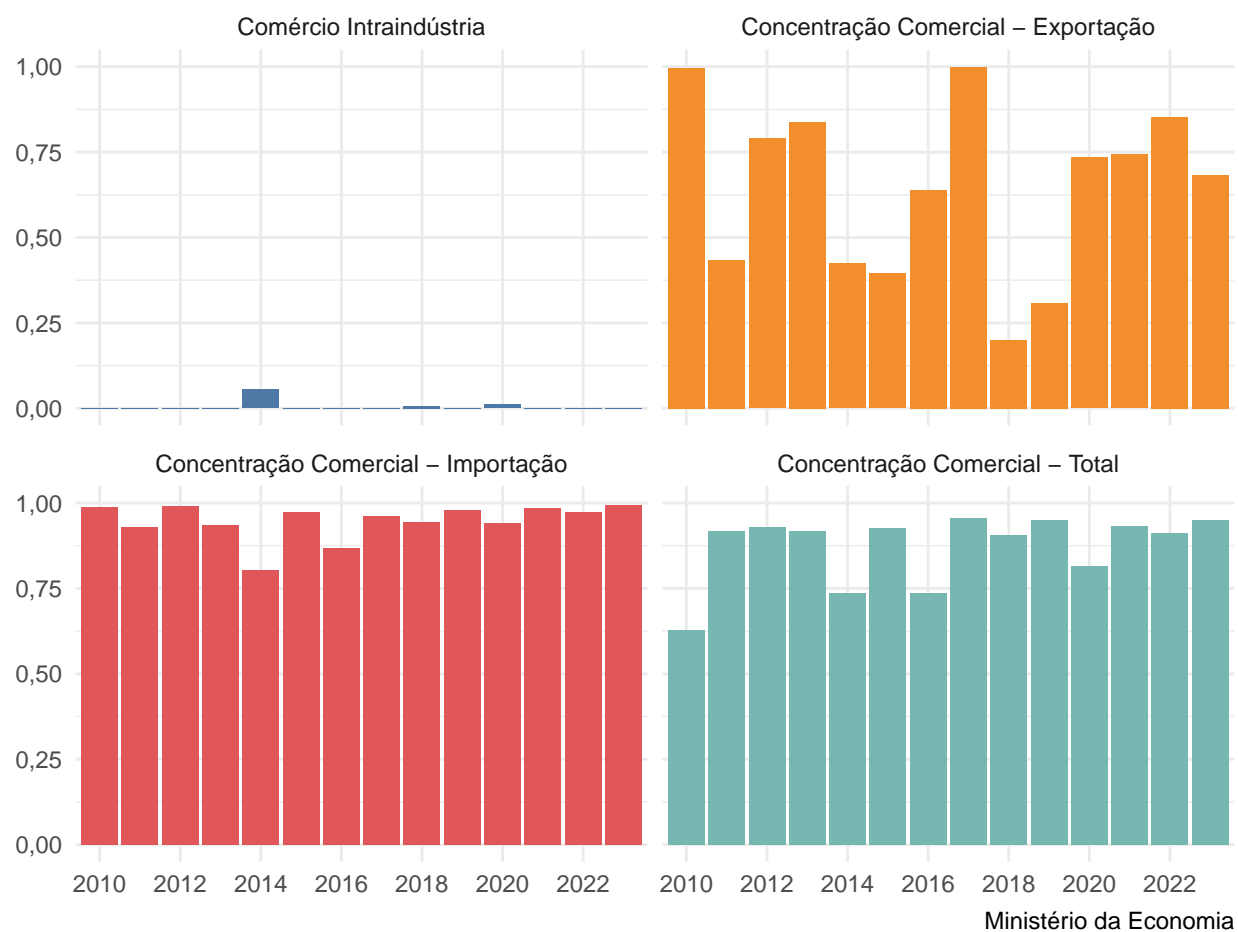 Comércio Intraindústria
Concentração Comercial – Exportação
1,00
0,75
0,50
0,25
0,00
Concentração Comercial – Importação
Concentração Comercial – Total
1,00
0,75
0,50
0,25
0,00
2010 2012 2014 2016 2018 2020 2022
2010 2012 2014 2016 2018 2020 2022
Ministério da Economia